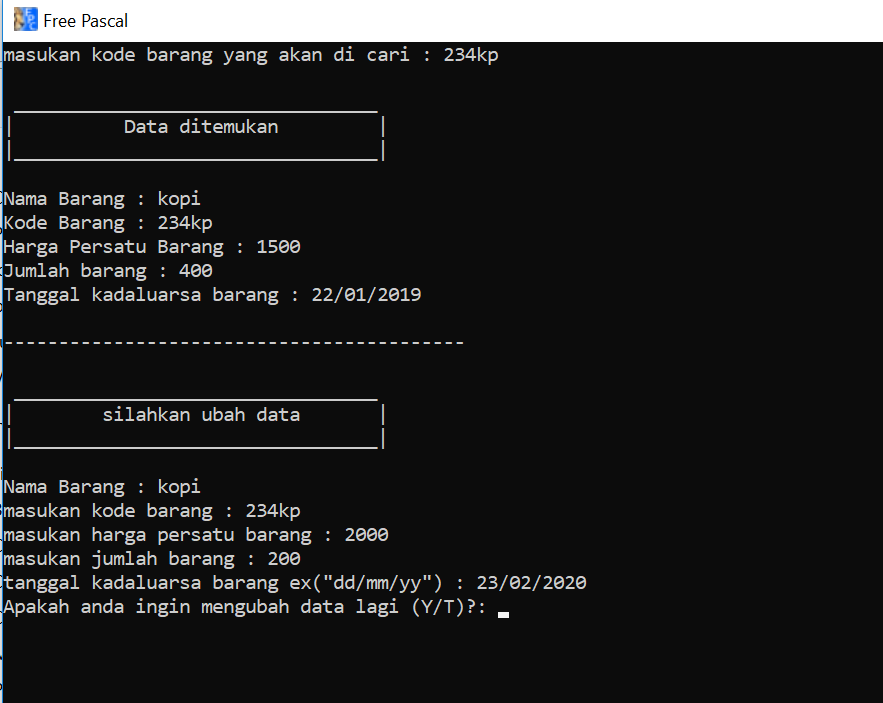 Free Pascal
masukan kode barang yang akan di cari : 234kp
Data ditemukan
Nama Barang : kopi
Kode Barang : 234kp
Harga Persatu Barang : 1500
Jumlah barang : 400
Tanggal kadaluarsa barang : 22/01/2019
------------------------------------------
silahkan ubah data
Nama Barang : kopi
masukan kode barang : 234kp
masukan harga persatu barang : 2000
masukan jumlah barang : 200
tanggal kadaluarsa barang ex("dd/mm/yy") : 23/02/2020
Apakah anda ingin mengubah data lagi (Y/T)?: